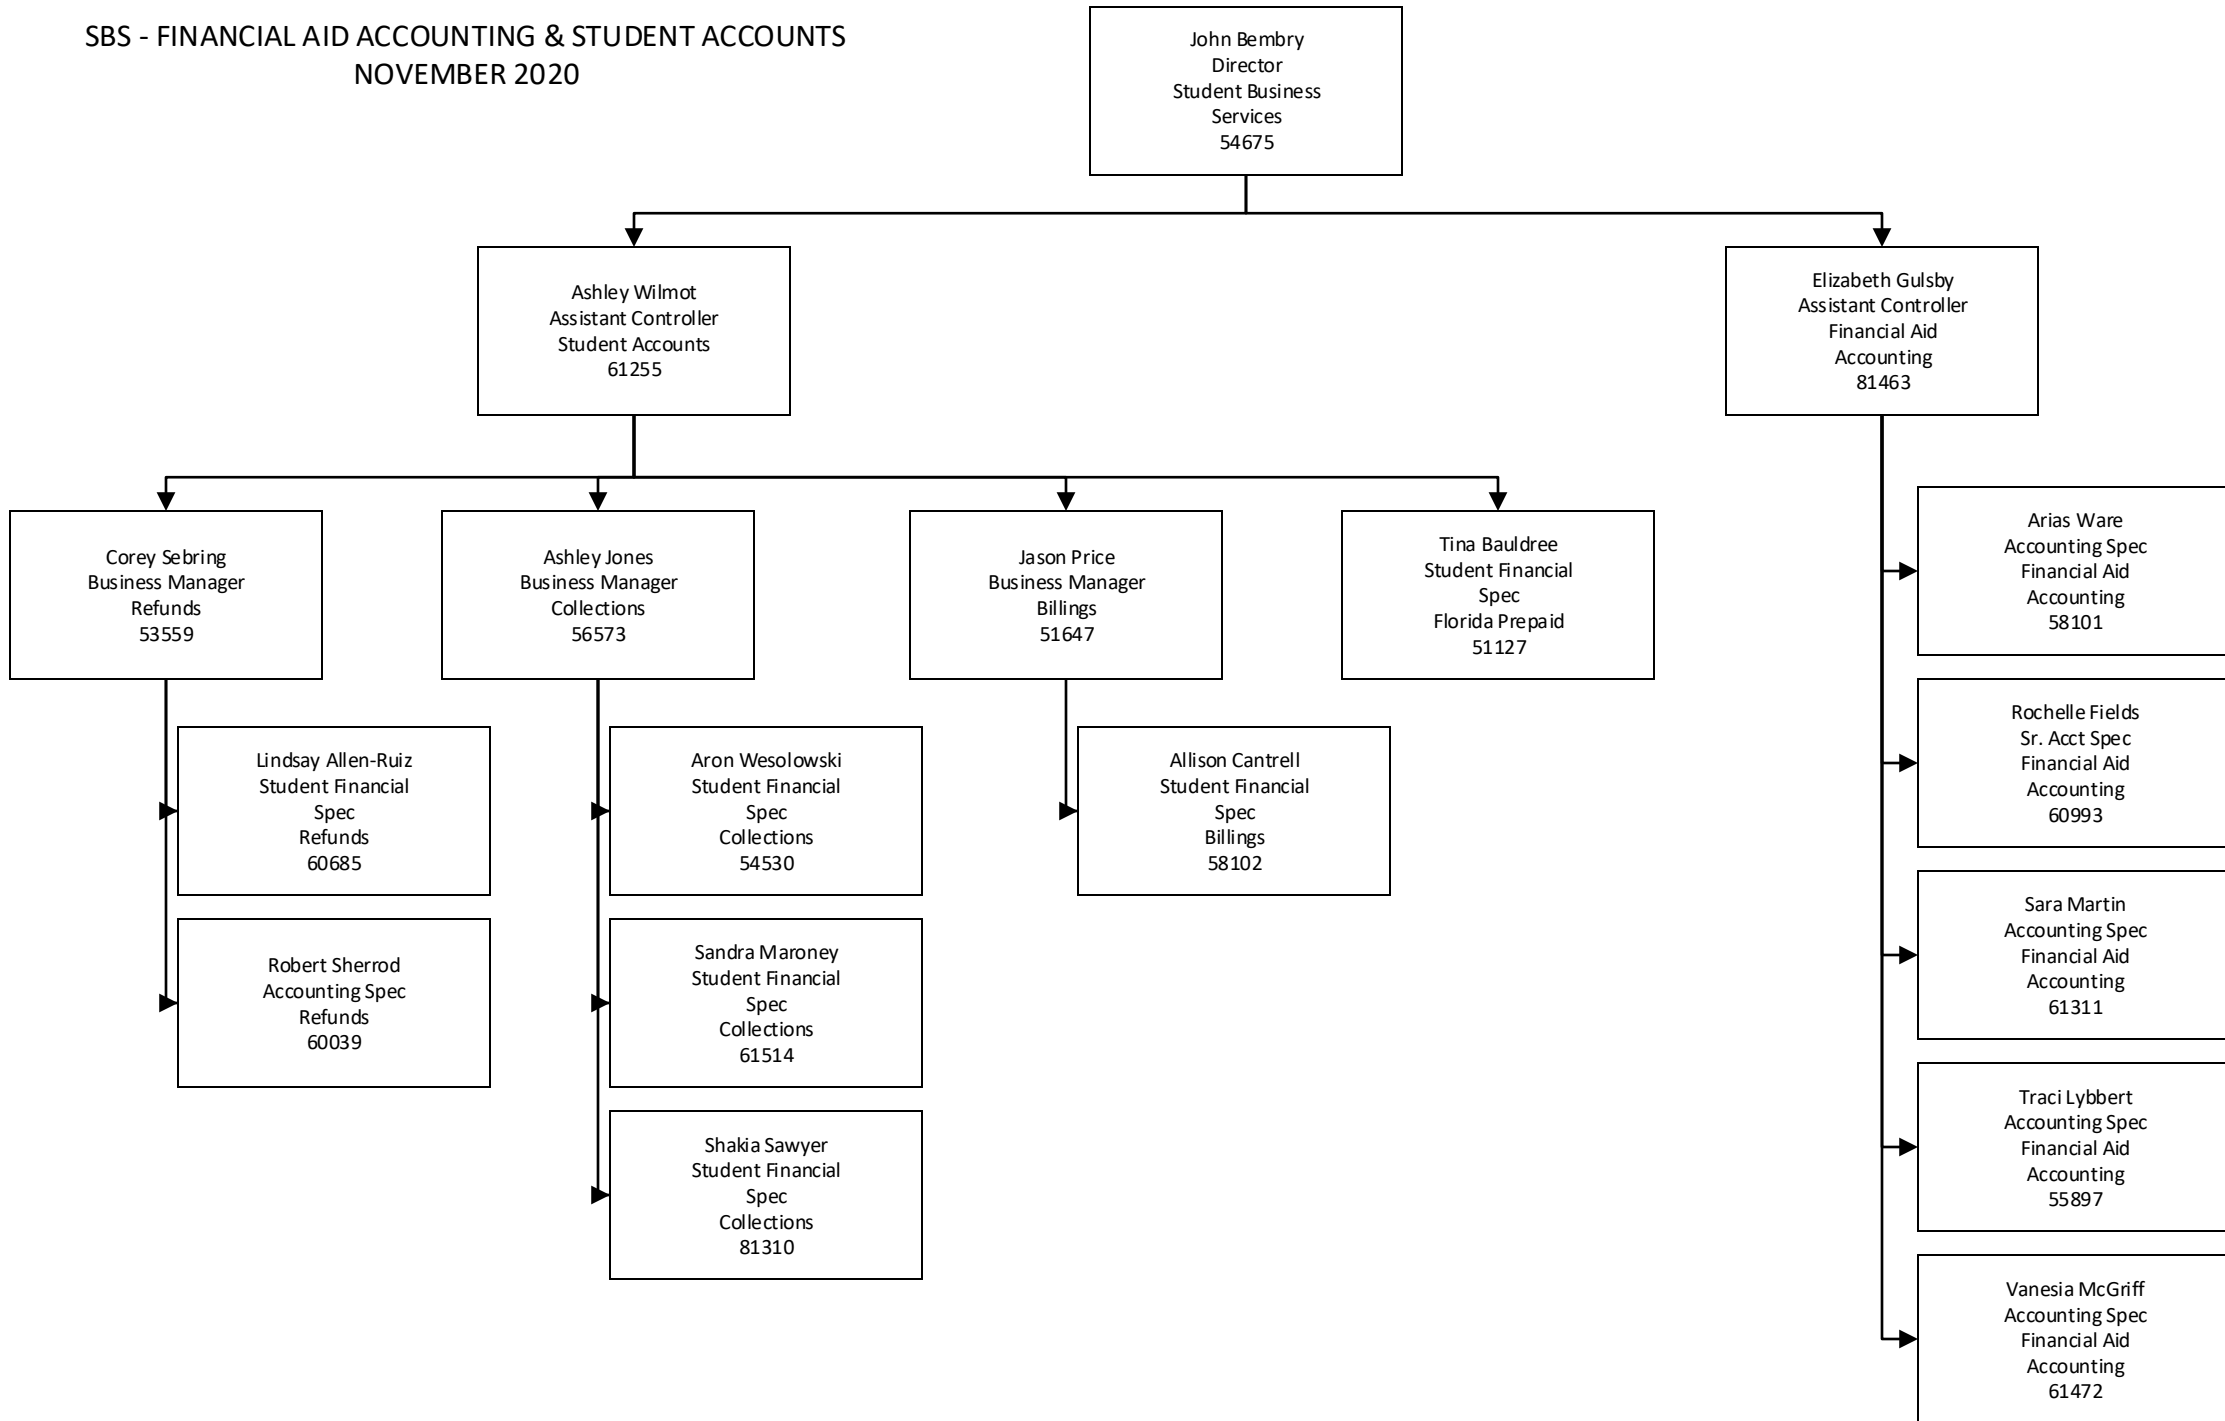 SBS - FINANCIAL AID ACCOUNTING & STUDENT ACCOUNTS
NOVEMBER 2020
John Bembry
Director
Student Business
Services
54675
Ashley Wilmot
Assistant Controller
Student Accounts
61255
Elizabeth Gulsby
Assistant Controller
Financial Aid
Accounting
81463
Corey Sebring
Business Manager
Refunds
53559
Ashley Jones
Business Manager
Collections
56573
Jason Price
Business Manager
Billings
51647
Tina Bauldree
Student Financial
Spec
Florida Prepaid
51127
Lindsay Allen-Ruiz
Student Financial
Spec
Refunds
60685
Robert Sherrod
Accounting Spec
Refunds
60039
Aron Wesolowski
Student Financial
Spec
Collections
54530
Sandra Maroney
Student Financial
Spec
Collections
61514
Shakia Sawyer
Student Financial
Spec
Collections
81310
Allison Cantrell
Student Financial
Spec
Billings
58102
Arias Ware
Accounting Spec
Financial Aid
Accounting
58101
Rochelle Fields
Sr. Acct Spec
Financial Aid
Accounting
60993
Sara Martin
Accounting Spec
Financial Aid
Accounting
61311
Traci Lybbert
Accounting Spec
Financial Aid
Accounting
55897
Vanesia McGriff
Accounting Spec
Financial Aid
Accounting
61472